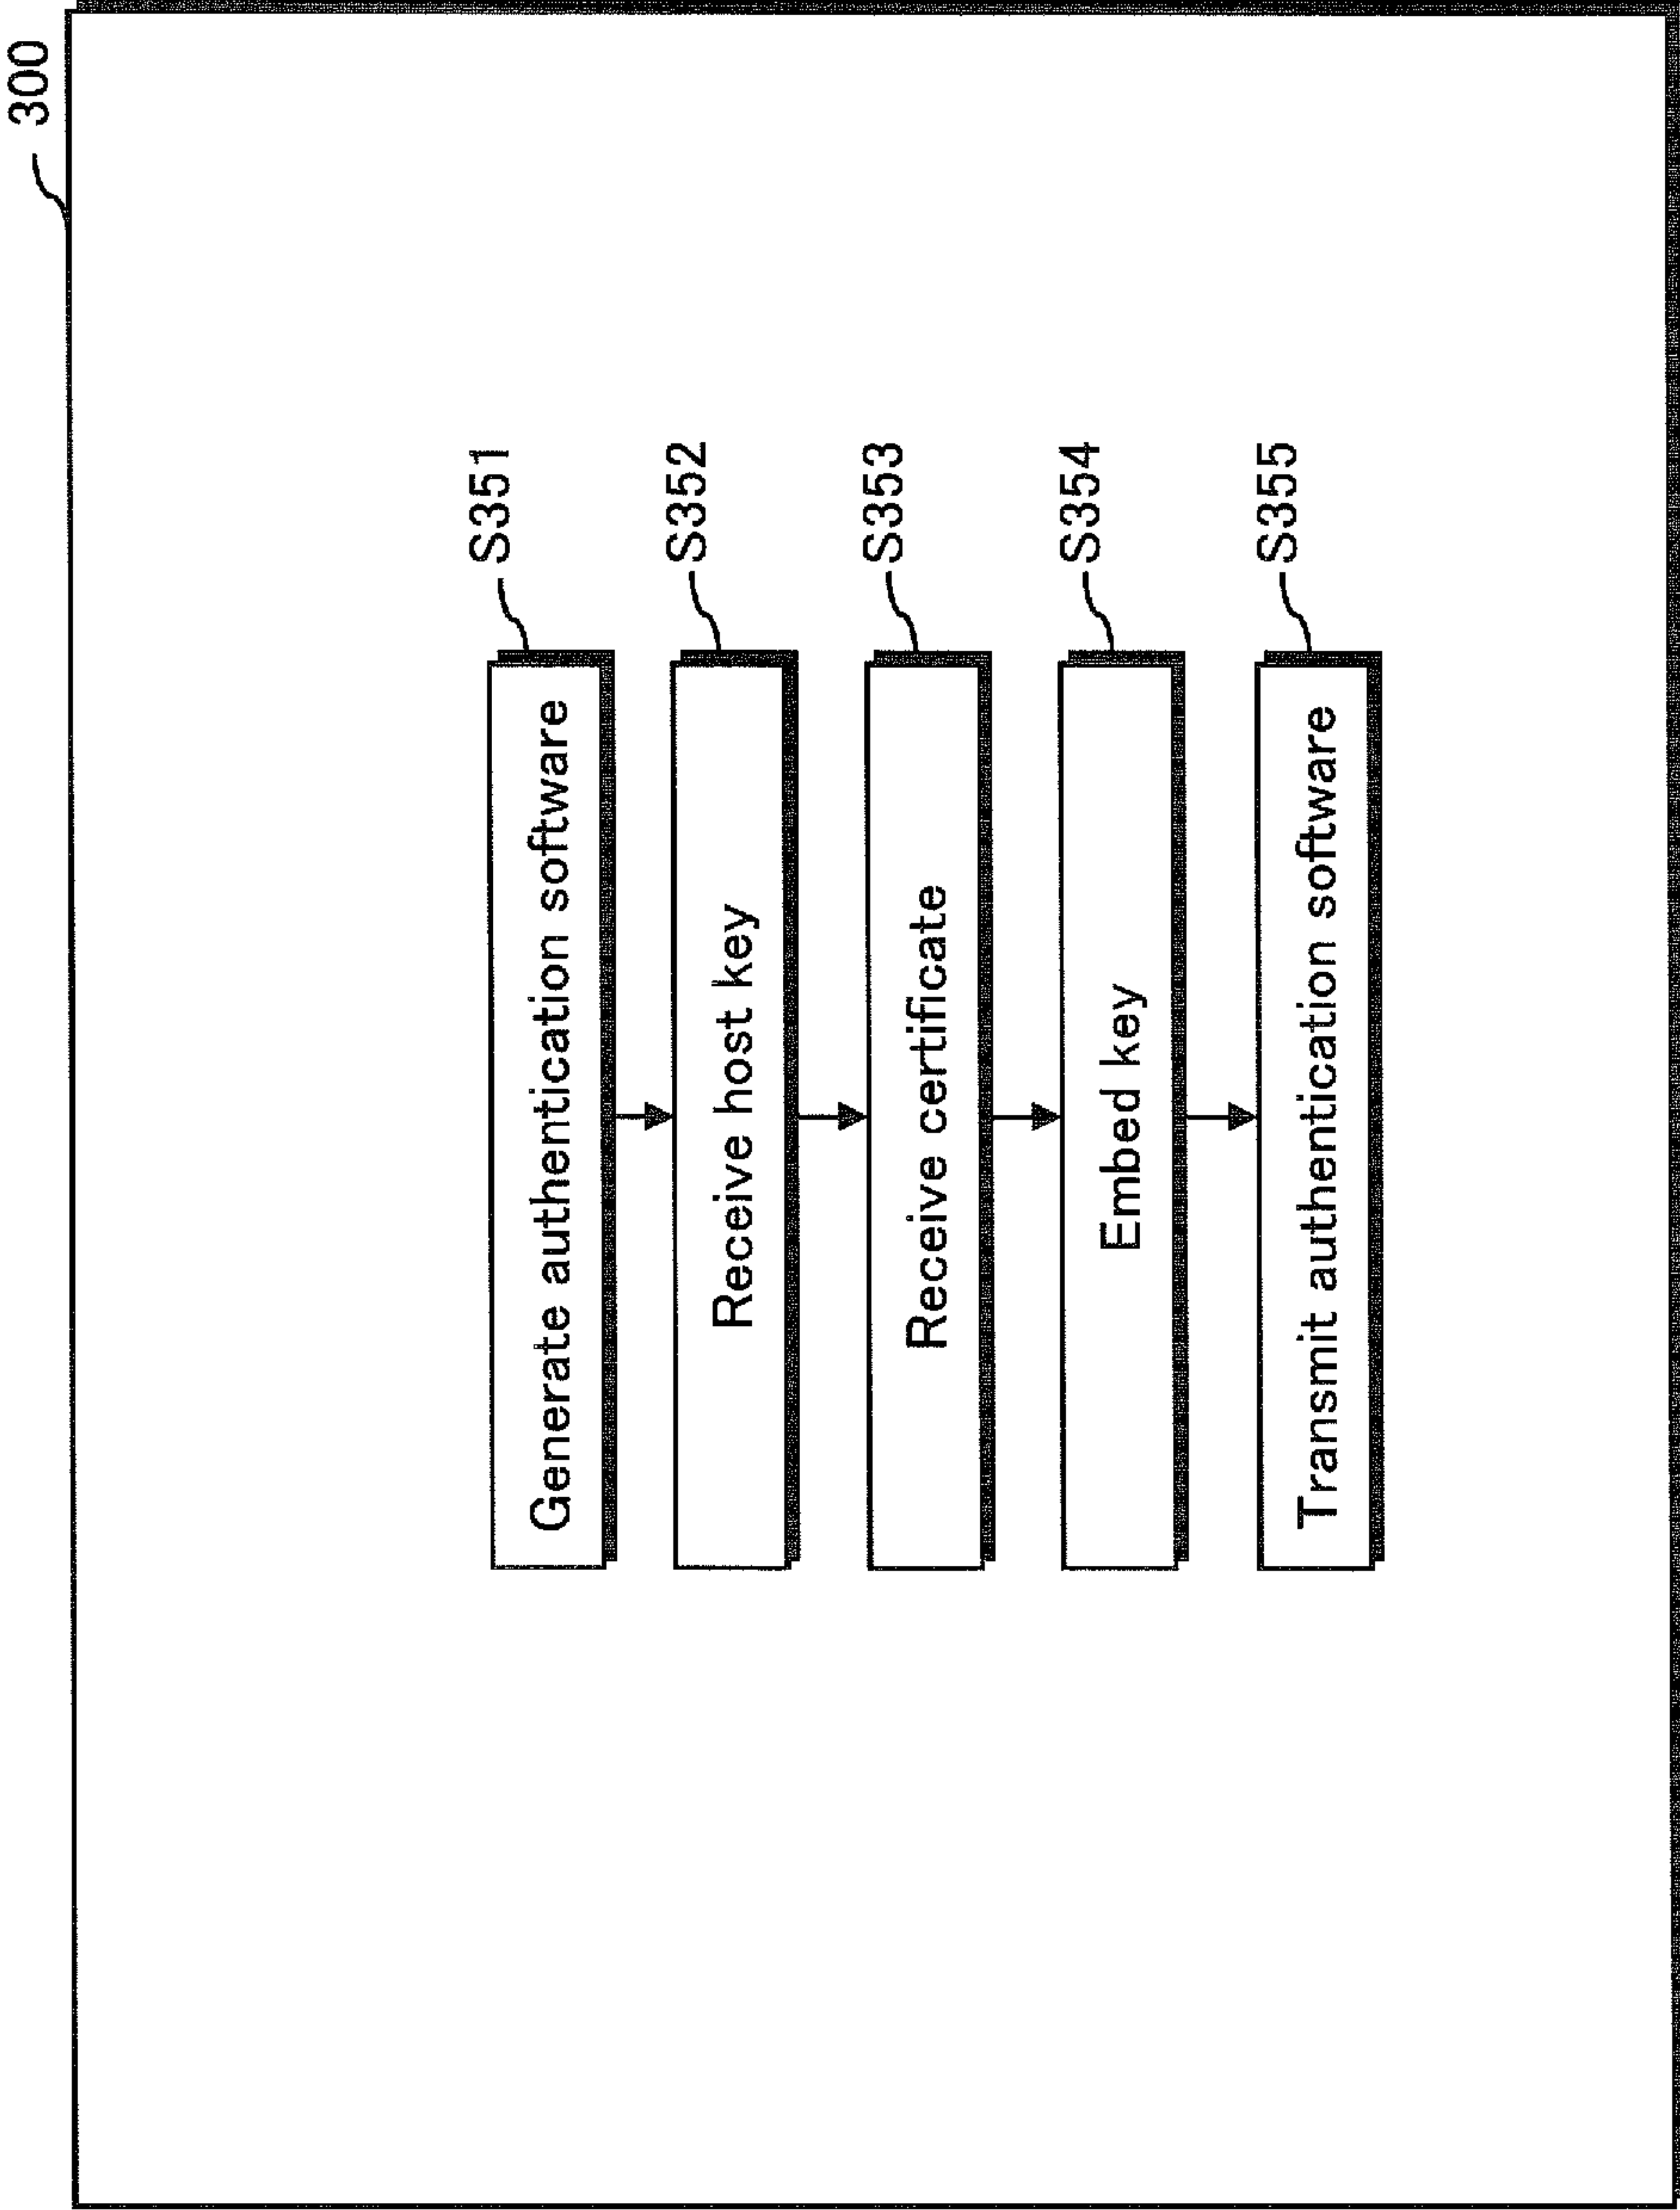 300
Generate authentication software
S351
Receive host key
S352
Receive certificate
S353
Embed key
S354
Transmit authentication software
S355